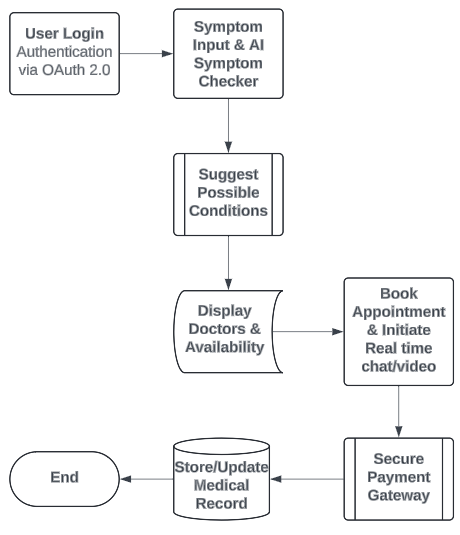 User Login
Authentication
via OAuth 2.0
Symptom
Input & AI
Symptom
Checker
Suggest
Possible
Conditions
Display
Doctors &
Availability
Book
Appointment
& Initiate
Real time
chat/video
Secure
Payment
Gateway
Store/Update
Medical
Record
End